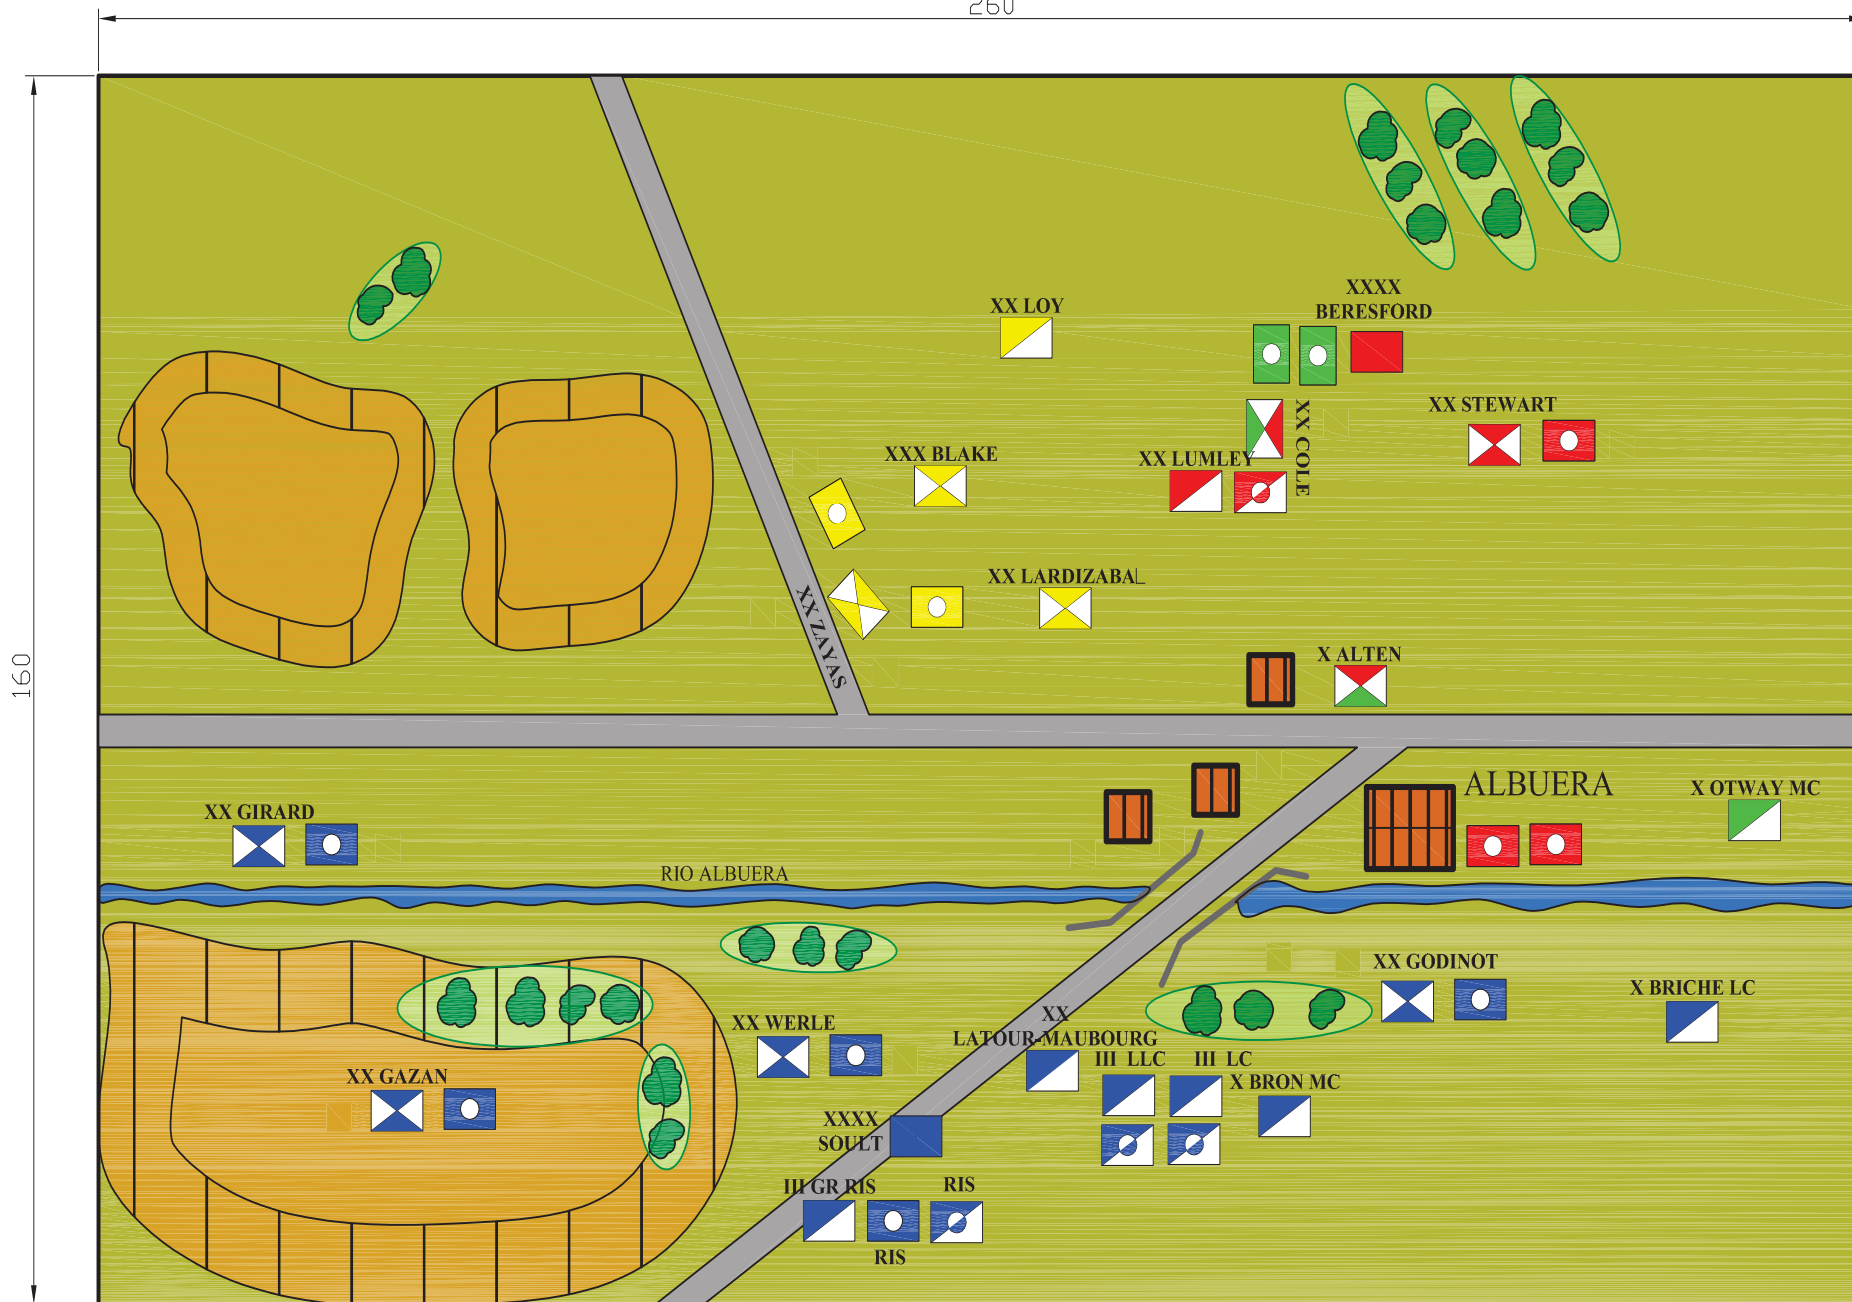 260
160
XXXX
BERESFORD
XX LOY
XX STEWART
XX COLE
XXX BLAKE
XX LUMLEY
XX LARDIZABAL
XX ZAYAS
X ALTEN
ALBUERA
X OTWAY MC
XX GIRARD
RIO ALBUERA
XX GODINOT
X BRICHE LC
XX WERLE
XX
LATOUR-MAUBOURG
III LLC
III LC
XX GAZAN
X BRON MC
XXXX
SOULT
III GR RIS
RIS
RIS